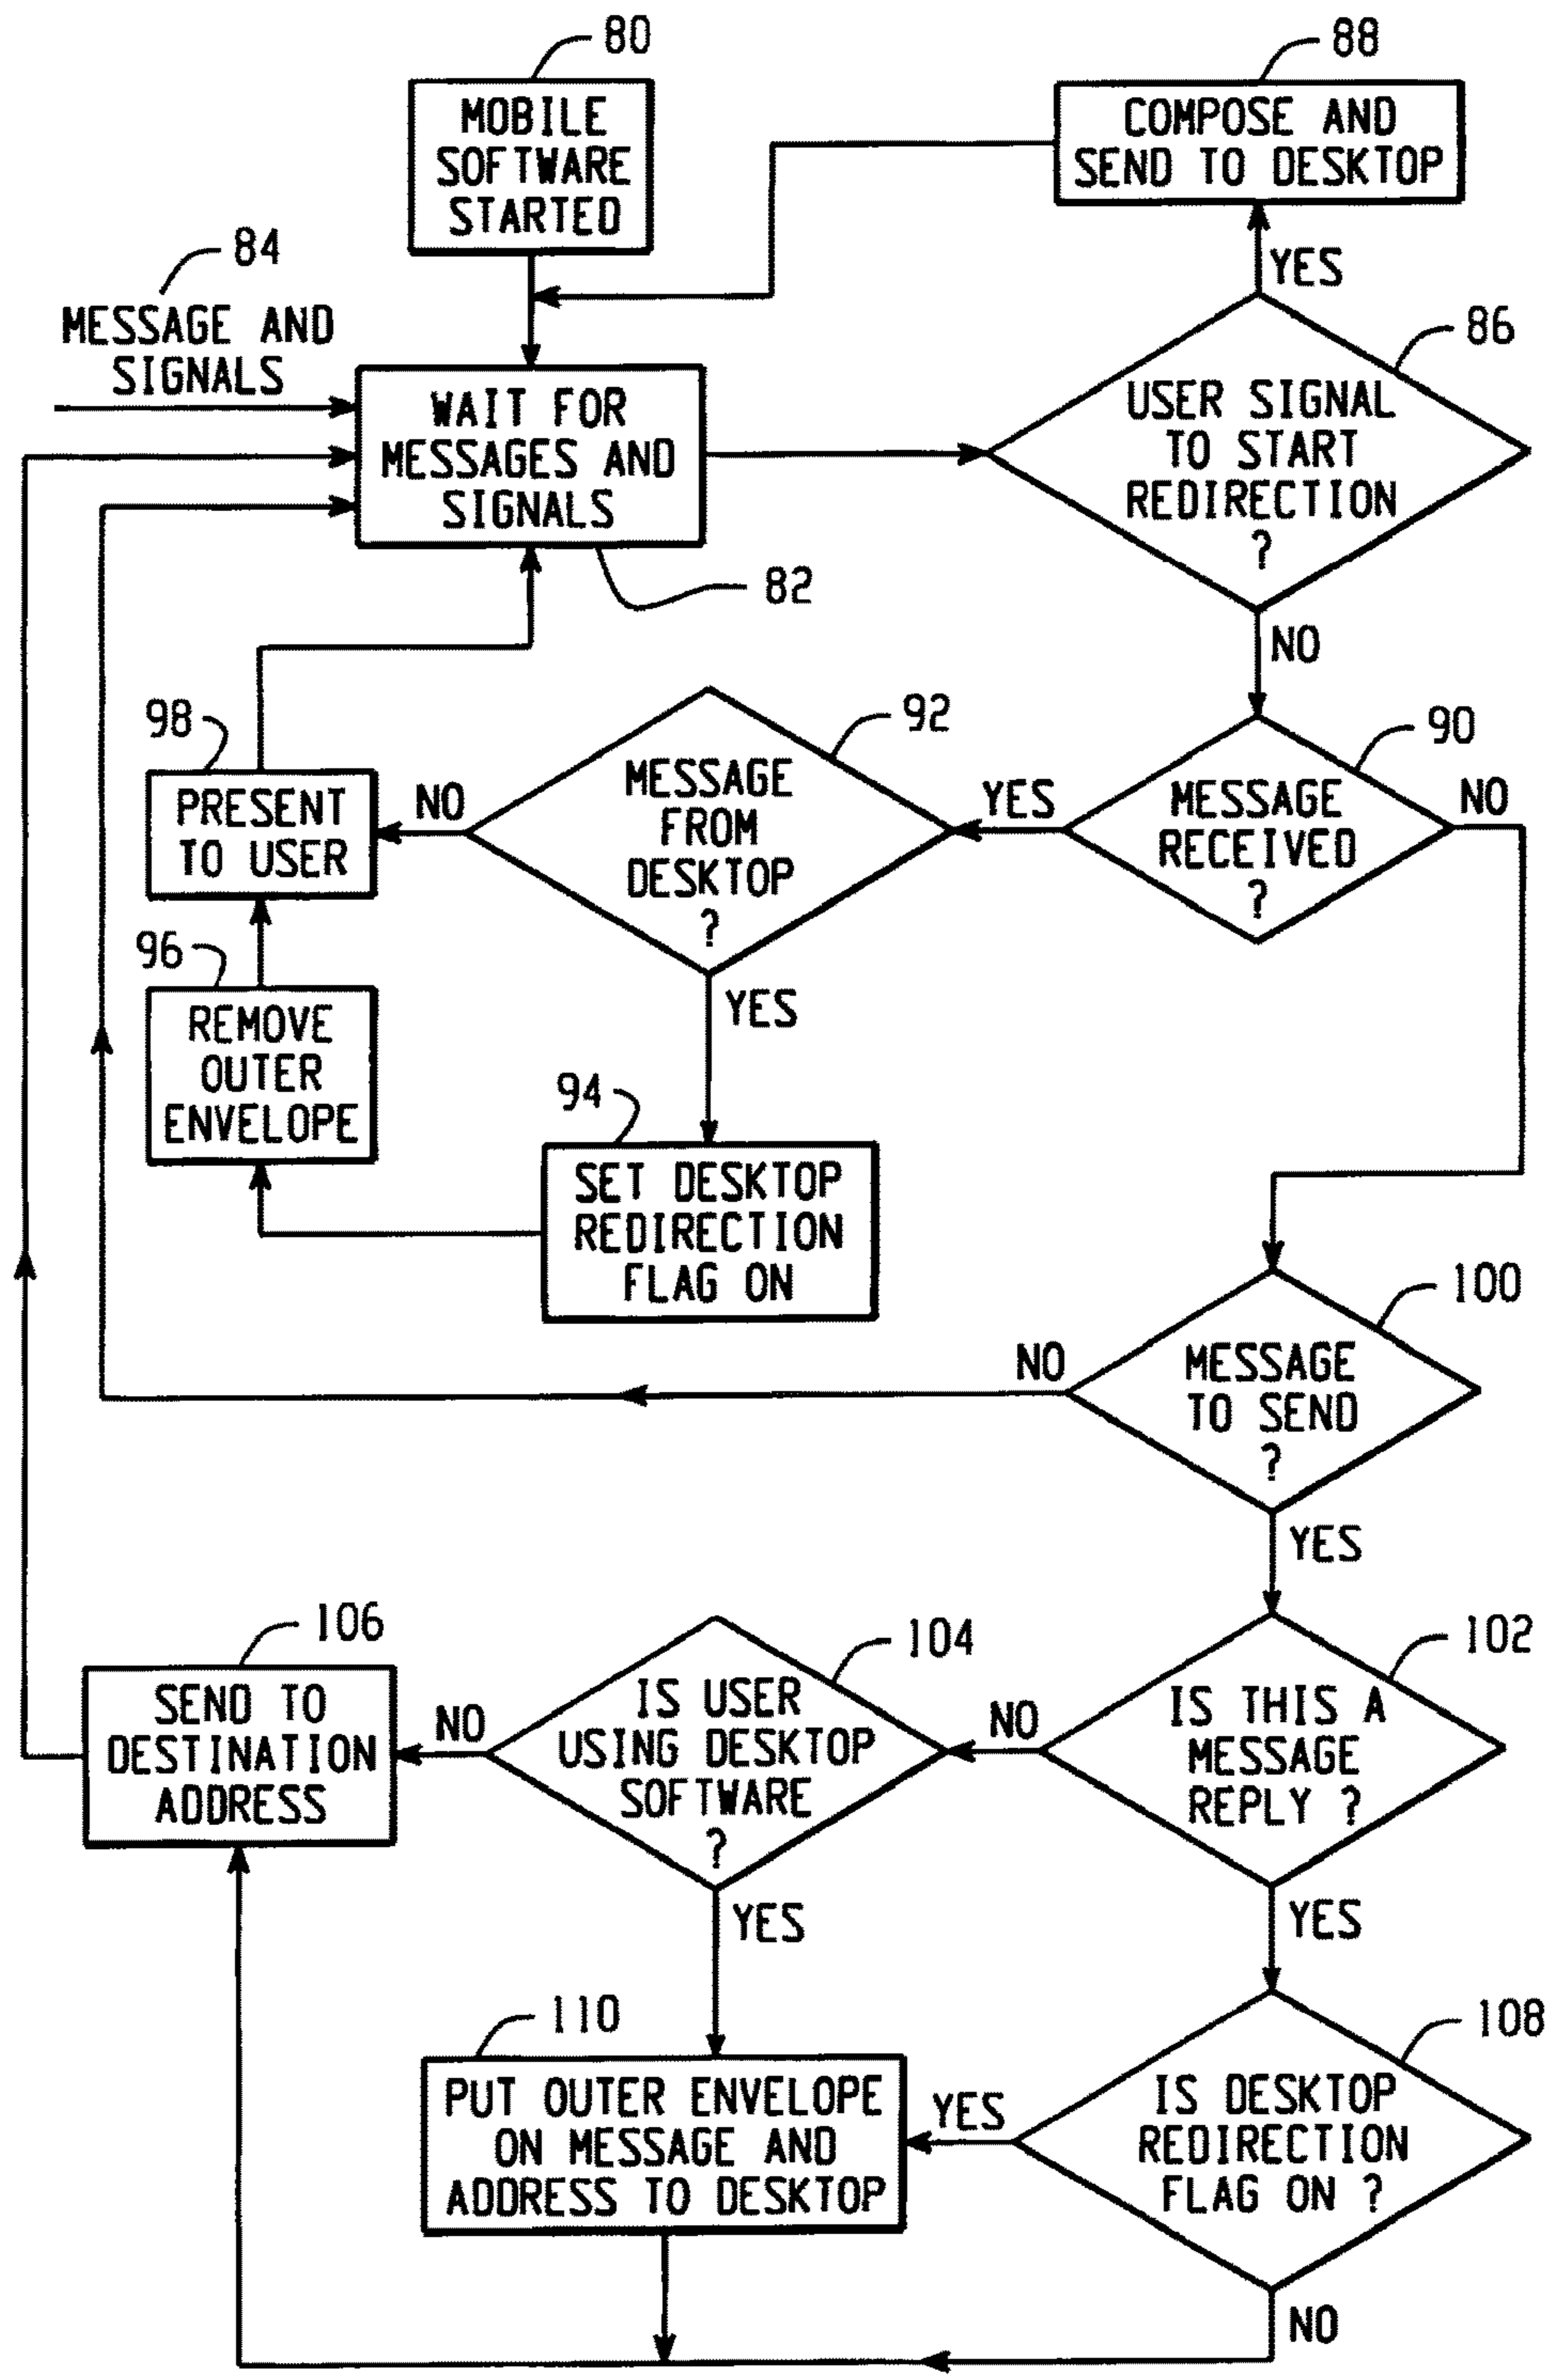 80
MOBILE
SOFTWARE
STARTED
88
COMPOSE AND
SEND TO DESKTOP
YES
84
MESSAGE AND
SIGNALS
WAIT FOR
MESSAGES AND
SIGNALS
82
86
USER SIGNAL
TO START
REDIRECTION
?
NO
98
PRESENT
TO USER
NO
92
MESSAGE
FROM
DESKTOP
?
YES
90
MESSAGE
RECEIVED
?
NO
YES
96
REMOVE
OUTER
ENVELOPE
94
SET DESKTOP
REDIRECTION
FLAG ON
100
MESSAGE
TO SEND
?
NO
YES
106
SEND TO
DESTINATION
ADDRESS
NO
104
IS USER
USING DESKTOP
SOFTWARE
?
NO
102
IS THIS A
MESSAGE
REPLY ?
YES
YES
110
PUT OUTER ENVELOPE
ON MESSAGE AND
ADDRESS TO DESKTOP
YES
108
IS DESKTOP
REDIRECTION
FLAG ON ?
NO